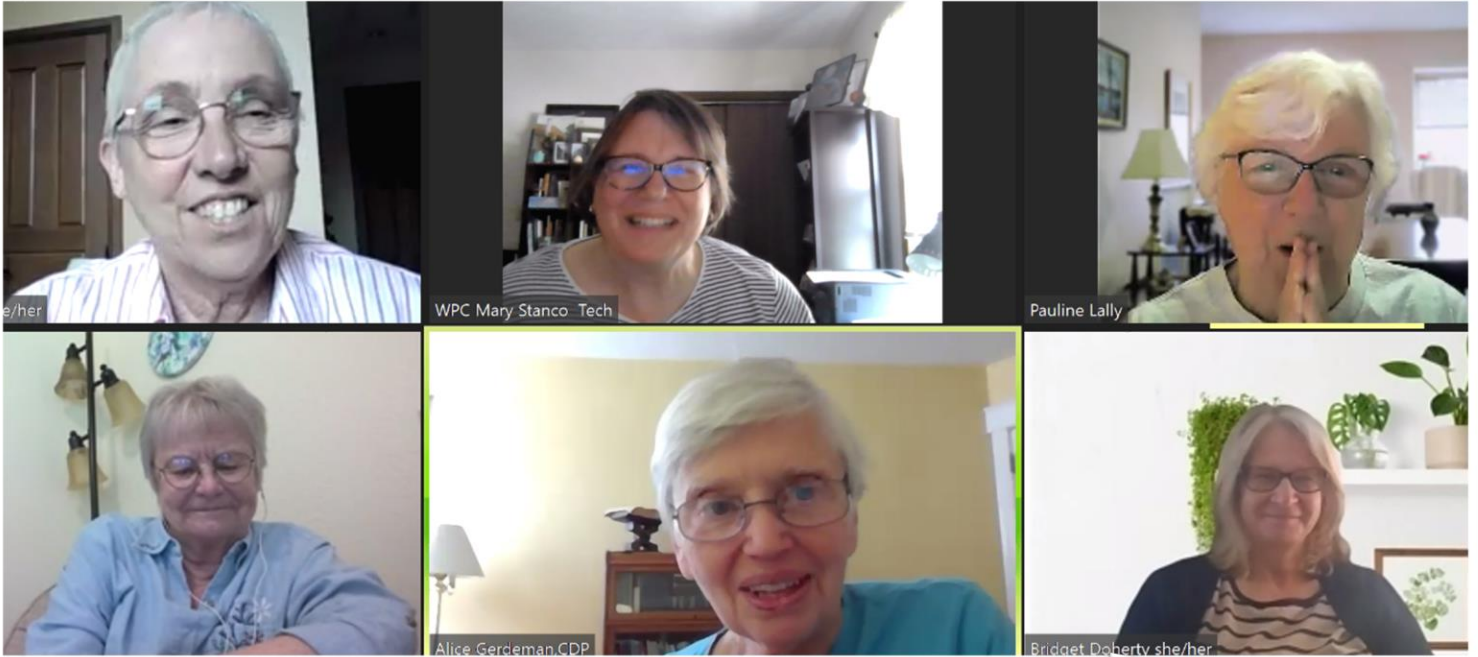 e/her
WPC Mary Stanco Tech
Pauline Lally
Alice Gerdeman,CDP
Bridget Doherty she/her